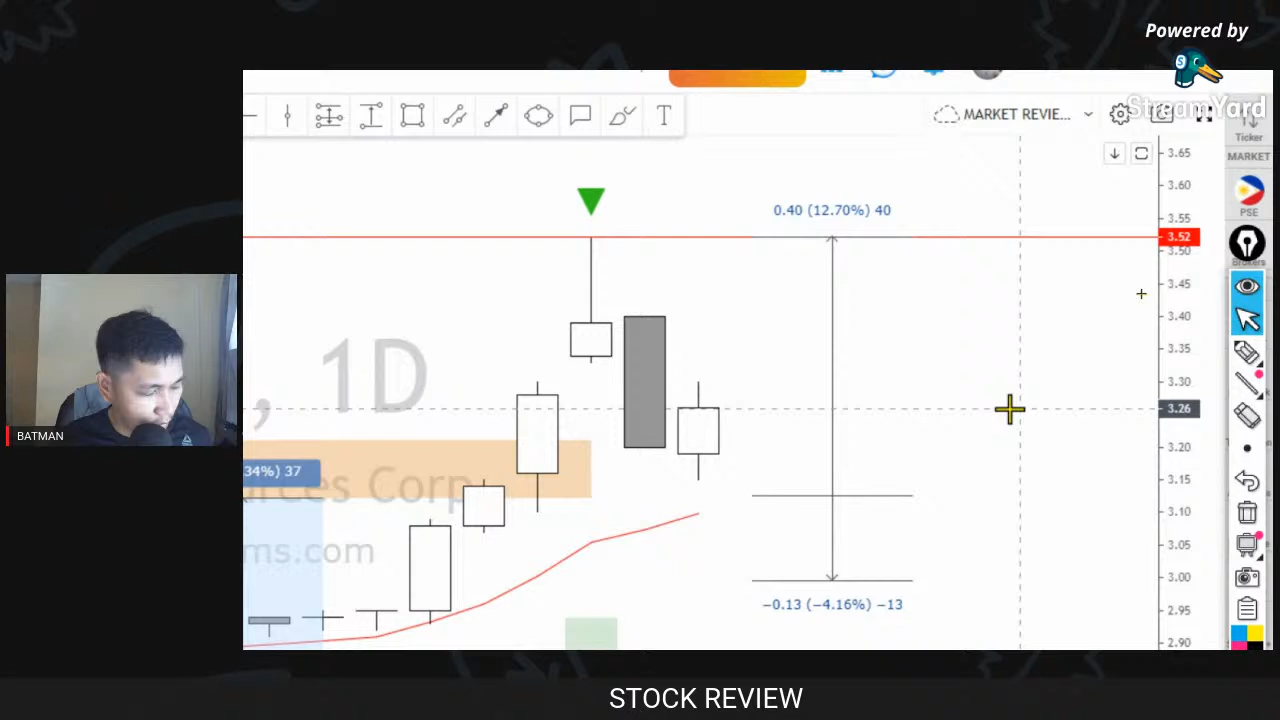 Powered by
StreamYard
MARKET REVIE...
Ticker
MARKET
PSE
Brokers
3.65
3.60
3.55
3.52
3.50
3.45
3.40
3.35
3.30
3.26
3.20
3.15
3.10
3.05
3.00
2.95
2.90
0.40 (12.70%) 40
, 1D
34%) 37
rces Corp
ms.com
−0.13 (−4.16%) −13
BATMAN
T
STOCK REVIEW